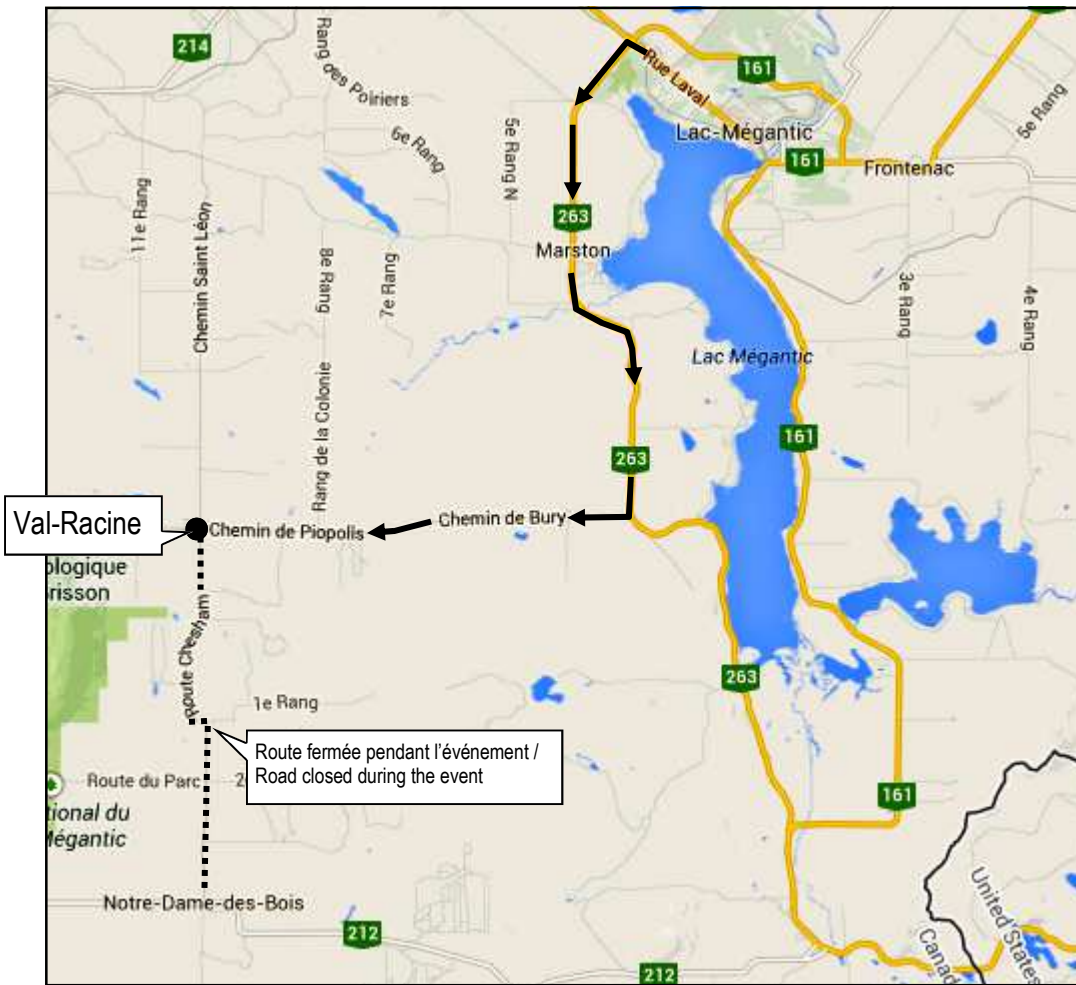 214
Rang des Poiriers
6e Rang
5e Rang N
11e Rang
Chemin Saint Léon
8e Rang
7e Rang
Rang de la Colonie
Rue Laval
161
Lac-Mégantic
161
Frontenac
5e Rang
263
Marston
3e Rang
4e Rang
Lac Mégantic
161
263
Val-Racine
Chemin de Piopolls
Chemin de Bury
ologique
risson
Route Chesham
1e Rang
263
Route fermée pendant l'événement /
Road closed during the event
Route du Parc
2
tional du
Mégantic
161
Notre-Dame-des-Bois
212
212
United States
Canada